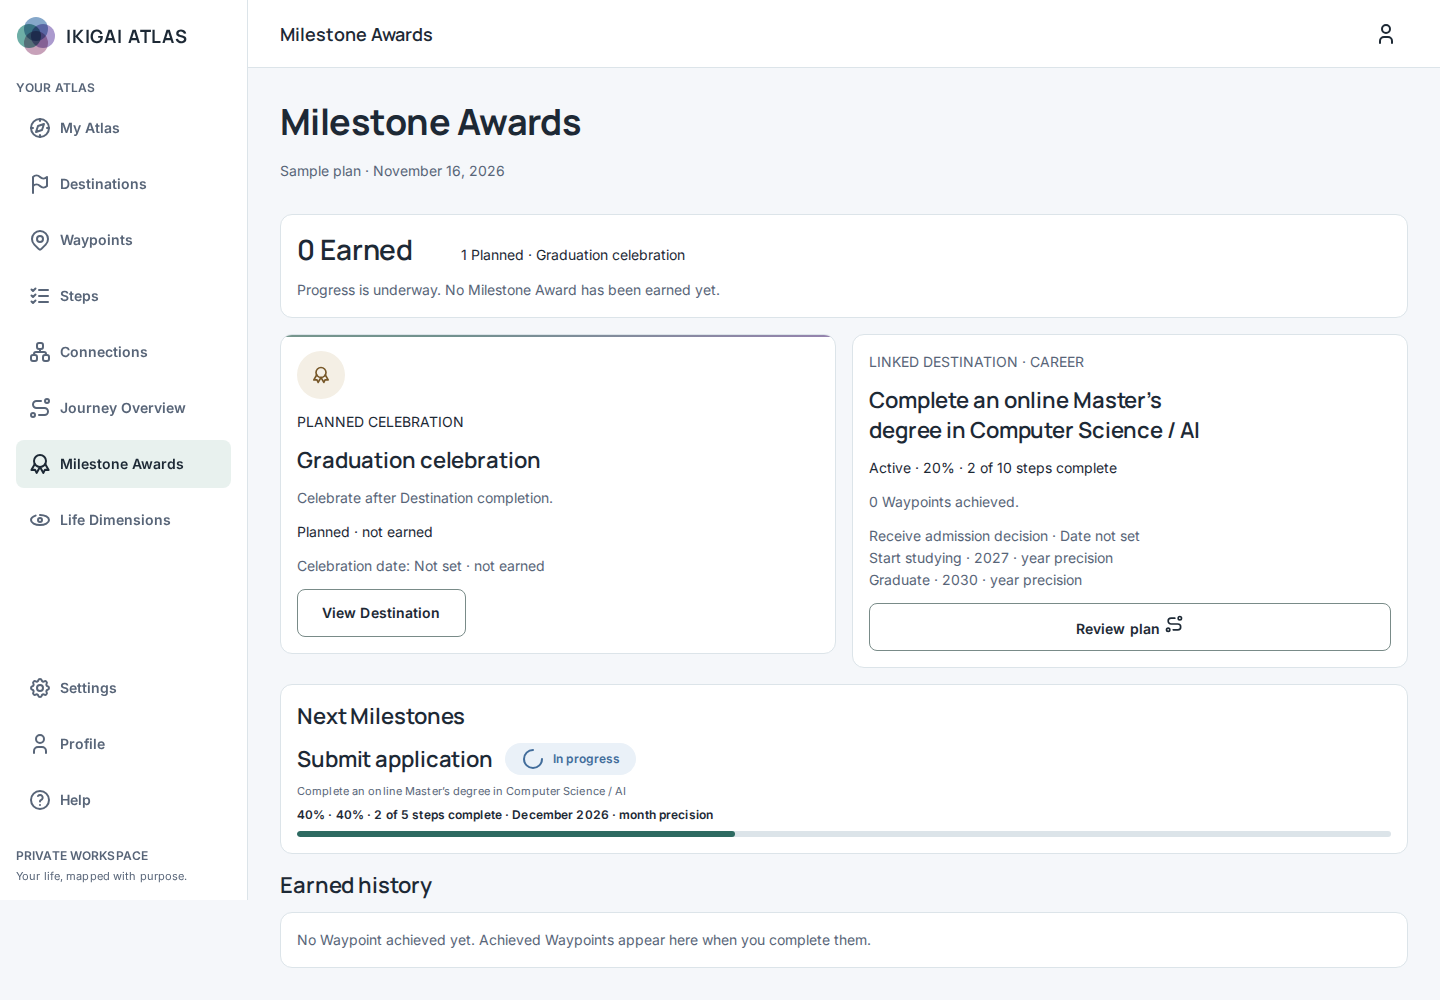 IKIGAI ATLAS
YOUR ATLAS
My Atlas
Destinations
Waypoints
Steps
Connections
Journey Overview
Milestone Awards
Life Dimensions
Settings
Profile
Help
PRIVATE WORKSPACE
Your life, mapped with purpose.
Milestone Awards
Milestone Awards
Sample plan · November 16, 2026
0 Earned
1 Planned · Graduation celebration
Progress is underway. No Milestone Award has been earned yet.
PLANNED CELEBRATION
Graduation celebration
Celebrate after Destination completion.
Planned · not earned
Celebration date: Not set · not earned
View Destination
LINKED DESTINATION · CAREER
Complete an online Master’s
degree in Computer Science / AI
Active · 20% · 2 of 10 steps complete
0 Waypoints achieved.
Receive admission decision · Date not set
Start studying · 2027 · year precision
Graduate · 2030 · year precision
Review plan
Next Milestones
Submit application
In progress
Complete an online Master’s degree in Computer Science / AI
40% · 40% · 2 of 5 steps complete · December 2026 · month precision
Earned history
No Waypoint achieved yet. Achieved Waypoints appear here when you complete them.